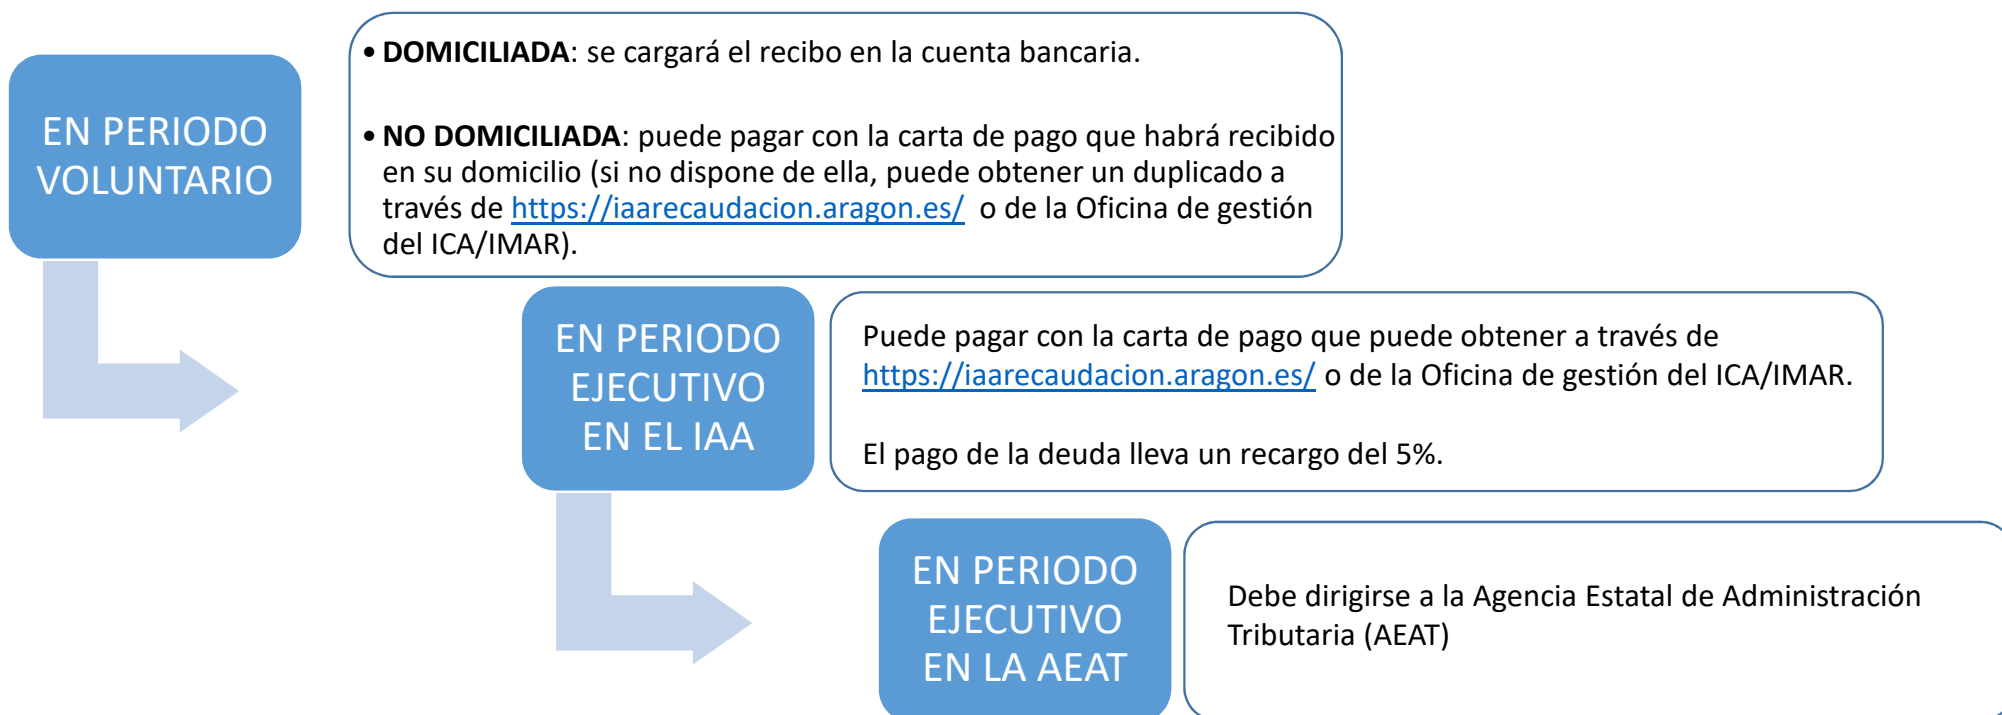 EN PERIODO
VOLUNTARIO
• DOMICILIADA: se cargará el recibo en la cuenta bancaria.
• NO DOMICILIADA: puede pagar con la carta de pago que habrá recibido
en su domicilio (si no dispone de ella, puede obtener un duplicado a
través de https://iaarecaudacion.aragon.es/ o de la Oficina de gestión
del ICA/IMAR).
EN PERIODO
EJECUTIVO
EN EL IAA
Puede pagar con la carta de pago que puede obtener a través de
https://iaarecaudacion.aragon.es/ o de la Oficina de gestión del ICA/IMAR.
El pago de la deuda lleva un recargo del 5%.
EN PERIODO
EJECUTIVO
EN LA AEAT
Debe dirigirse a la Agencia Estatal de Administración
Tributaria (AEAT)